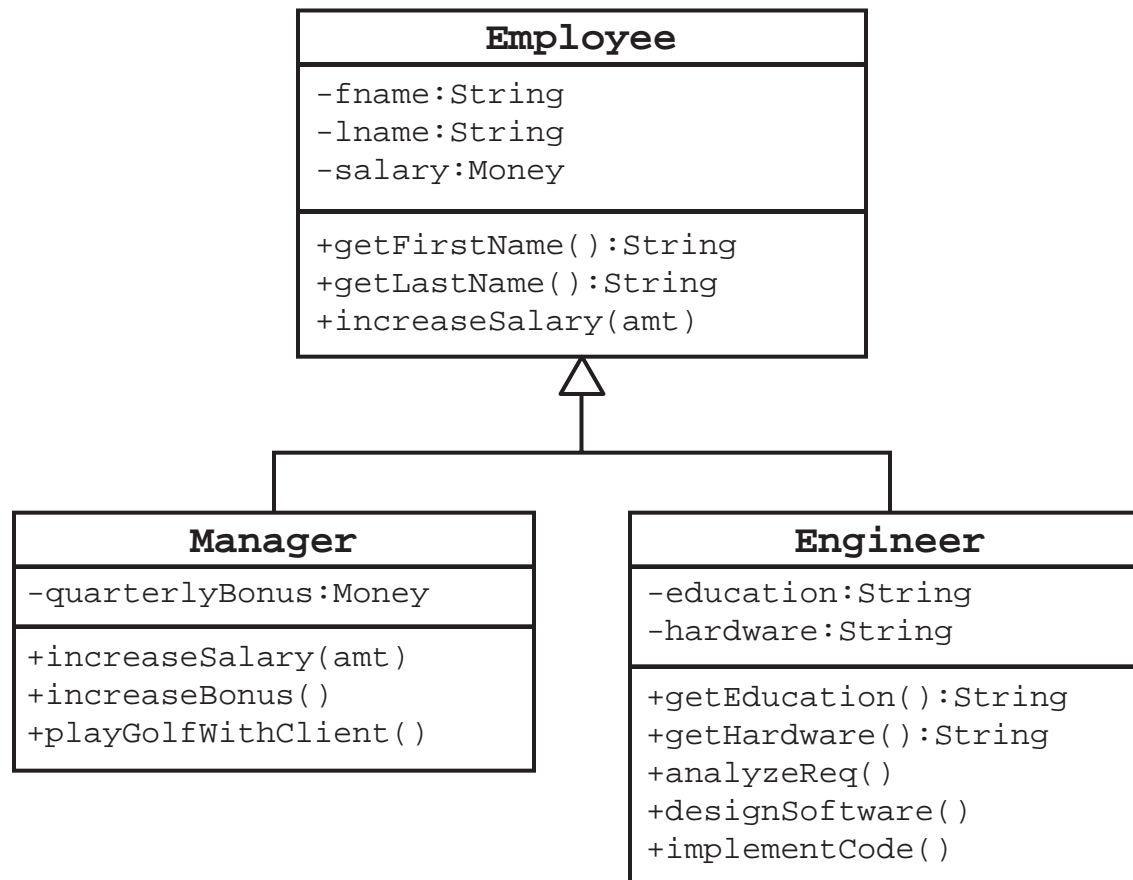 Employee
-fname:String
-lname:String
-salary:Money
+getFirstName():String
+getLastName():String
+increaseSalary(amt)
Manager
-quarterlyBonus:Money
+increaseSalary(amt)
+increaseBonus()
+playGolfWithClient()
Engineer
-education:String
-hardware:String
+getEducation():String
+getHardware():String
+analyzeReq()
+designSoftware()
+implementCode()